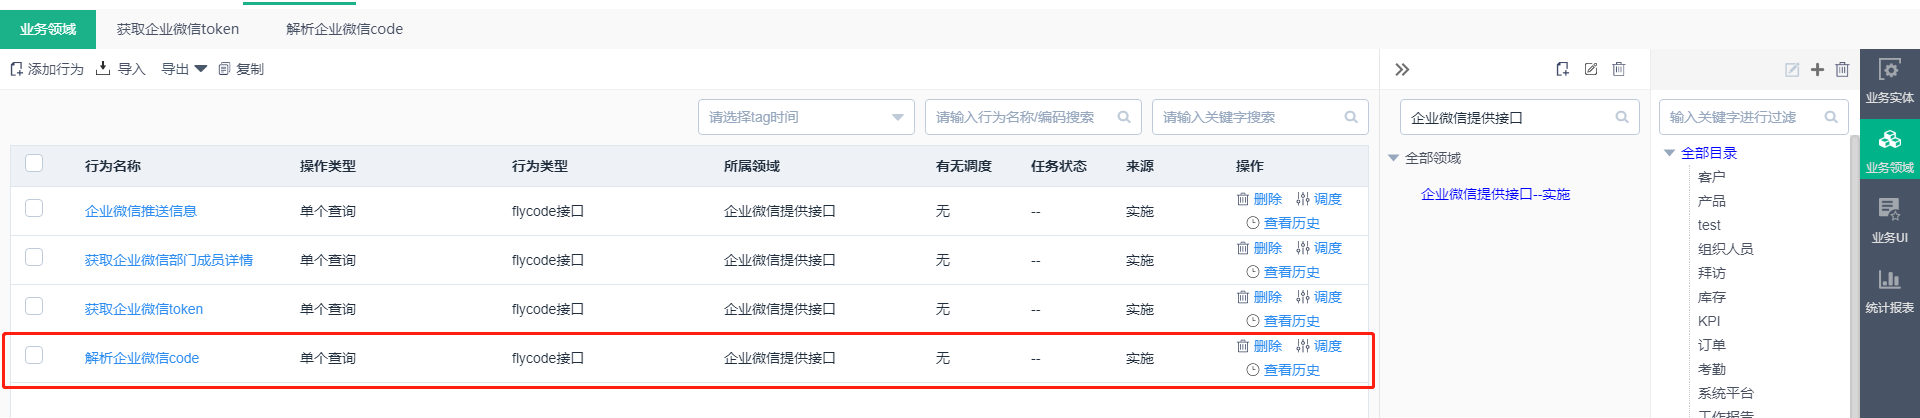 业务领域 获取企业微信token 解析企业微信code
添加行为 导入 导出 复制
请选择tag时间 请输入行为名称/编码搜索 请输入关键字搜索
行为名称 操作类型 行为类型 所属领域 有无调度 任务状态 来源 操作
企业微信推送信息 单个查询 flycode接口 企业微信提供接口 无 -- 实施 删除 调度
查看历史
获取企业微信部门成员详情 单个查询 flycode接口 企业微信提供接口 无 -- 实施 删除 调度
查看历史
获取企业微信token 单个查询 flycode接口 企业微信提供接口 无 -- 实施 删除 调度
查看历史
解析企业微信code 单个查询 flycode接口 企业微信提供接口 无 -- 实施 删除 调度
查看历史
企业微信提供接口
全部领域
企业微信提供接口--实施
输入关键字进行过滤
全部目录
客户
产品
test
组织人员
拜访
库存
KPI
订单
考勤
系统平台
工作报告
业务实体
业务领域
业务UI
统计报表